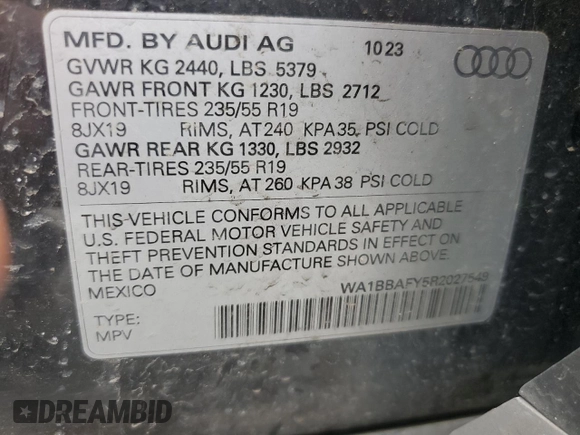 MFD. BY AUDI AG 10 23
GVWR KG 2440, LBS 5379
GAWR FRONT KG 1230, LBS 2712
FRONT-TIRES 235/55 R19
8JX19 RIMS, AT 240 KPA 35, PSI COLD
GAWR REAR KG 1330, LBS 2932
REAR-TIRES 235/55 R19
8JX19 RIMS, AT 260 KPA 38 PSI COLD
THIS VEHICLE CONFORMS TO ALL APPLICABLE
U.S. FEDERAL MOTOR VEHICLE SAFETY AND
THEFT PREVENTION STANDARDS IN EFFECT ON
THE DATE OF MANUFACTURE SHOWN ABOVE.
MEXICO WA1BBAFY5R2027549
TYPE:
MPV
DREAMBID